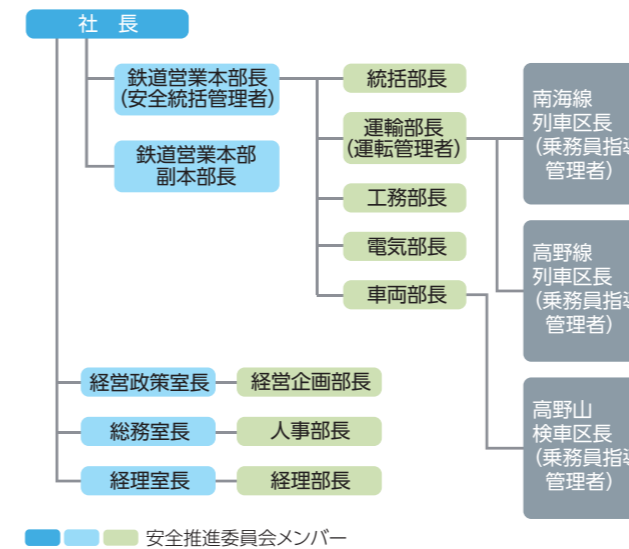 社 長
鉄道営業本部長
(安全統括管理者)
鉄道営業本部
副本部長
統括部長
運輸部長
(運転管理者)
工務部長
電気部長
車両部長
南海線
列車区長
(乗務員指導
管理者)
高野線
列車区長
(乗務員指導
管理者)
高野山
検車区長
(乗務員指導
管理者)
経営政策室長
経営企画部長
総務室長
人事部長
経理室長
経理部長
安全推進委員会メンバー